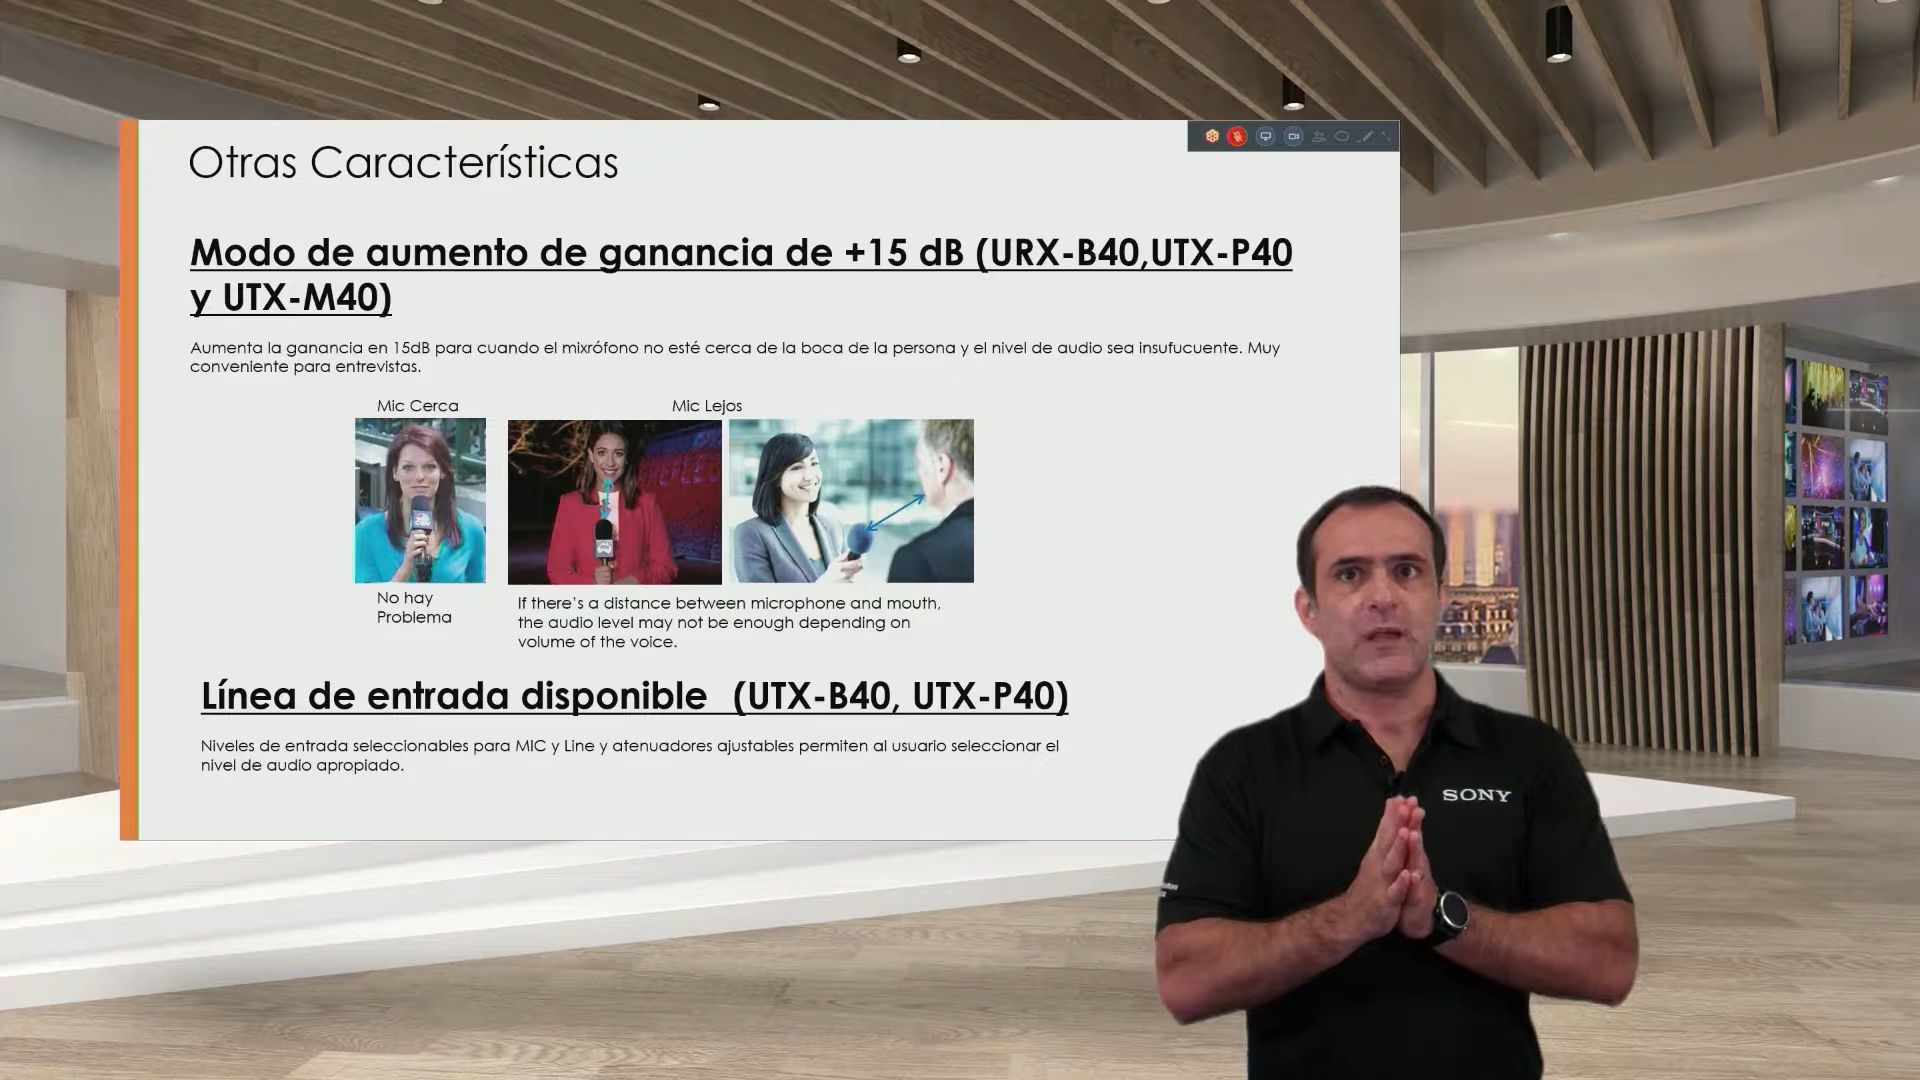 Otras Características
Modo de aumento de ganancia de +15 dB (URX-B40,UTX-P40
y UTX-M40)
Aumenta la ganancia en 15dB para cuando el mixrófono no esté cerca de la boca de la persona y el nivel de audio sea insufucuente. Muy
conveniente para entrevistas.
Mic Cerca
Mic Lejos
No hay
Problema
If there's a distance between microphone and mouth,
the audio level may not be enough depending on
volume of the voice.
Línea de entrada disponible (UTX-B40, UTX-P40)
Niveles de entrada seleccionables para MIC y Line y atenuadores ajustables permiten al usuario seleccionar el
nivel de audio apropiado.
SONY